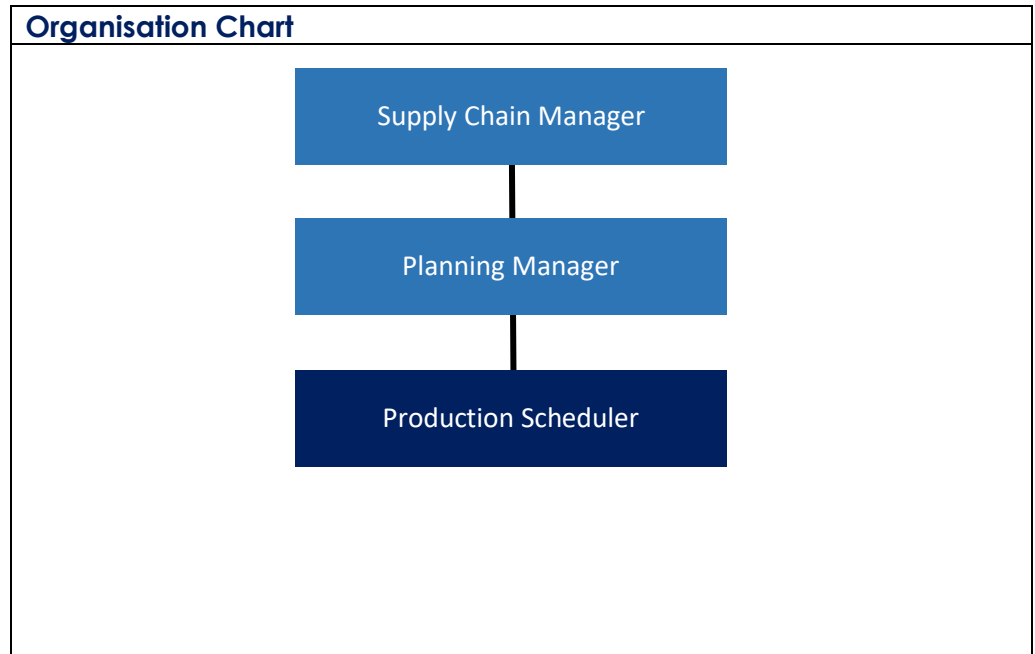 Organisation Chart
Supply Chain Manager
Planning Manager
Production Scheduler